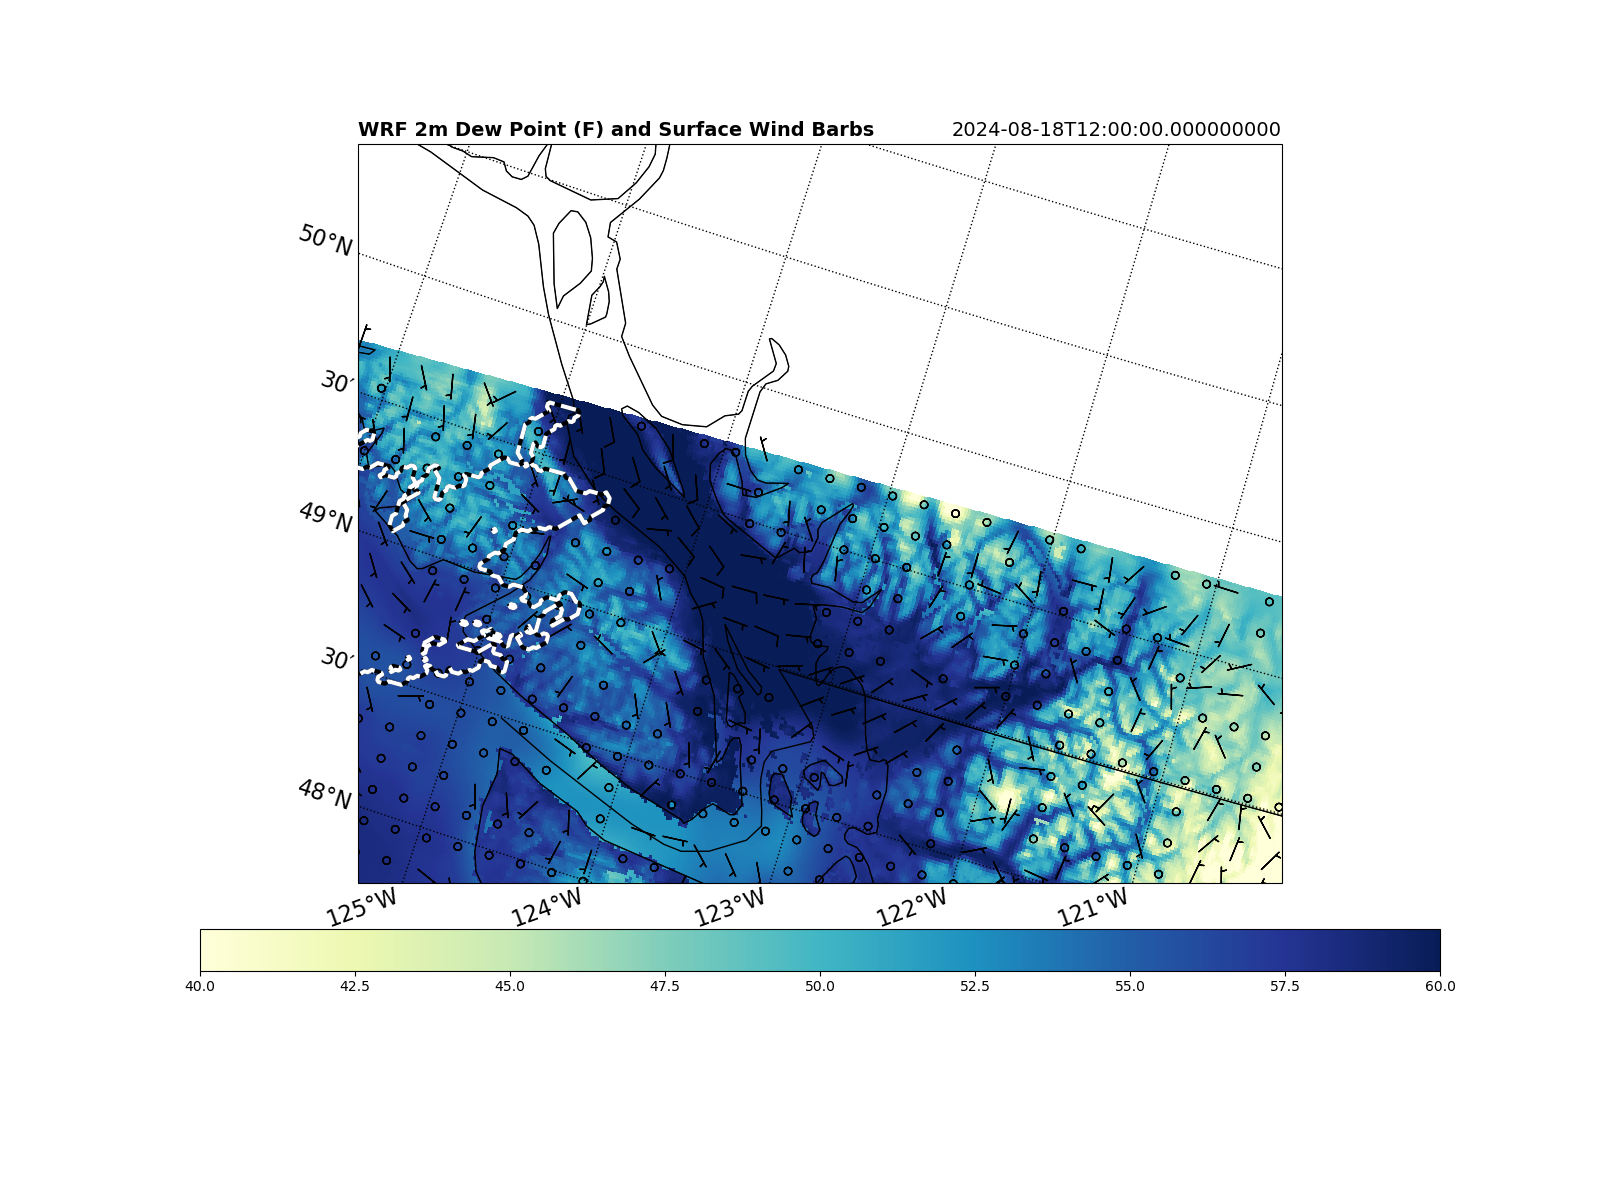 WRF 2m Dew Point (F) and Surface Wind Barbs 2024-08-18T12:00:00.000000000
50°N
30′
49°N
30′
48°N
125°W 124°W 123°W 122°W 121°W
40.0 42.5 45.0 47.5 50.0 52.5 55.0 57.5 60.0